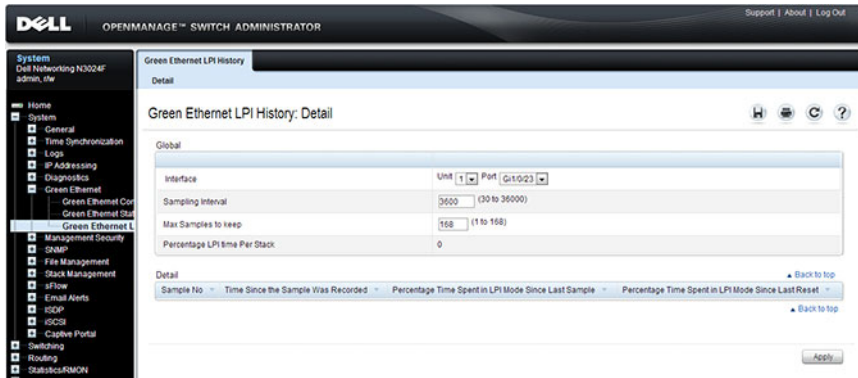 Support | About | Log Out
DELL OPENMANAGE™ SWITCH ADMINISTRATOR
System
Dell Networking N3024F
admin, r/w
Home
System
General
Time Synchronization
Logs
IP Addressing
Diagnostics
Green Ethernet
Green Ethernet Con
Green Ethernet Stat
Green Ethernet L
Management Security
SNMP
File Management
Stack Management
sFlow
Email Alerts
ISDP
iSCSI
Captive Portal
Switching
Routing
Statistics/RMON
Green Ethernet LPI History
Detail
Green Ethernet LPI History: Detail
Global
Interface Unit 1 Port Gi1/0/23
Sampling Interval 3600 (30 to 36000)
Max Samples to keep 168 (1 to 168)
Percentage LPI time Per Stack 0
Detail Back to top
Sample No Time Since the Sample Was Recorded Percentage Time Spent in LPI Mode Since Last Sample Percentage Time Spent in LPI Mode Since Last Reset
Back to top
Apply